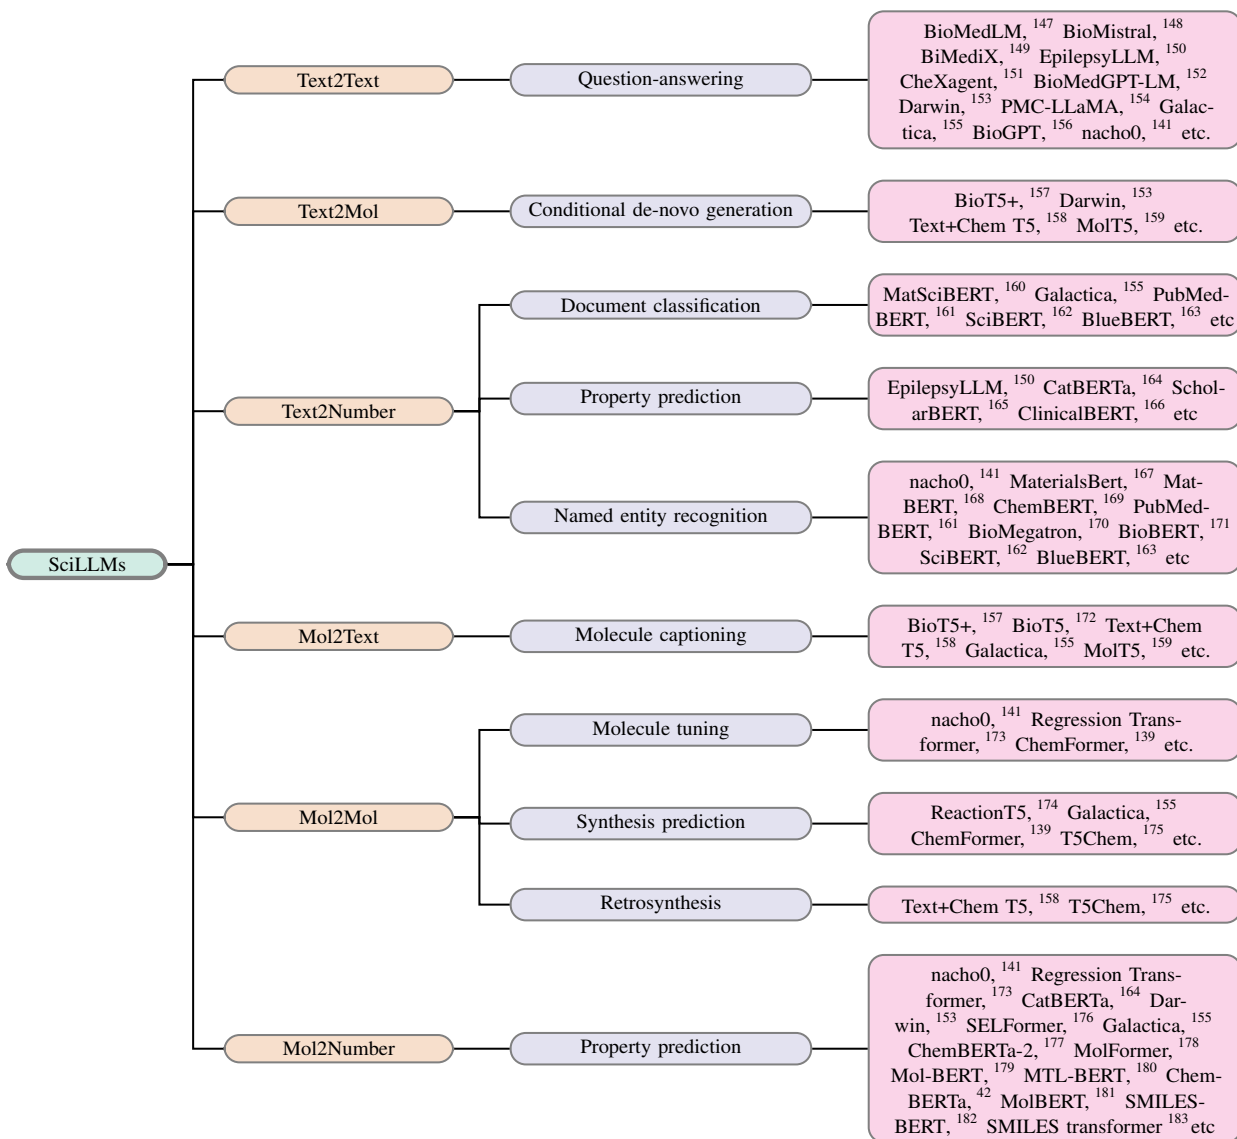 SciLLMs
Text2Text
Question-answering
BioMedLM, 147 BioMistral, 148
BiMediX, 149 EpilepsyLLM, 150
CheXagent, 151 BioMedGPT-LM, 152
Darwin, 153 PMC-LLaMA, 154 Galac-
tica, 155 BioGPT, 156 nacho0, 141 etc.
Text2Mol
Conditional de-novo generation
BioT5+, 157 Darwin, 153
Text+Chem T5, 158 MolT5, 159 etc.
Text2Number
Document classification
MatSciBERT, 160 Galactica, 155 PubMed-
BERT, 161 SciBERT, 162 BlueBERT, 163 etc
Property prediction
EpilepsyLLM, 150 CatBERTa, 164 Schol-
arBERT, 165 ClinicalBERT, 166 etc
Named entity recognition
nacho0, 141 MaterialsBert, 167 Mat-
BERT, 168 ChemBERT, 169 PubMed-
BERT, 161 BioMegatron, 170 BioBERT, 171
SciBERT, 162 BlueBERT, 163 etc
Mol2Text
Molecule captioning
BioT5+, 157 BioT5, 172 Text+Chem
T5, 158 Galactica, 155 MolT5, 159 etc.
Mol2Mol
Molecule tuning
nacho0, 141 Regression Trans-
former, 173 ChemFormer, 139 etc.
Synthesis prediction
ReactionT5, 174 Galactica, 155
ChemFormer, 139 T5Chem, 175 etc.
Retrosynthesis
Text+Chem T5, 158 T5Chem, 175 etc.
Mol2Number
Property prediction
nacho0, 141 Regression Trans-
former, 173 CatBERTa, 164 Dar-
win, 153 SELFormer, 176 Galactica, 155
ChemBERTa-2, 177 MolFormer, 178
Mol-BERT, 179 MTL-BERT, 180 Chem-
BERTa, 42 MolBERT, 181 SMILES-
BERT, 182 SMILES transformer 183 etc